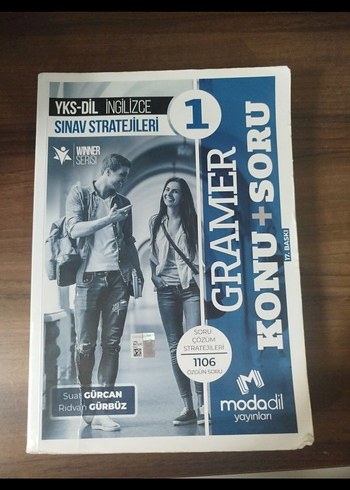 YKS-DİL İNGİLİZCE
SINAV STRATEJİLERİ
1
WINNER
SERİSİ
GRAMER
KONU+SORU
17. BASKI
SORU
ÇÖZÜM
STRATEJİLERİ
1106
ÖZGÜN SORU
Suat GÜRCAN
Rıdvan GÜRBÜZ
modadil
yayınları